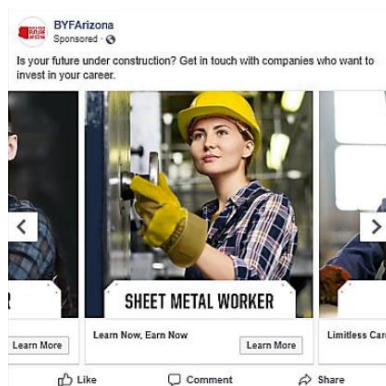 BYFArizona
Sponsored ·
Is your future under construction? Get in touch with companies who want to
invest in your career.
R
SHEET METAL WORKER
Learn More
Learn Now, Earn Now
Learn More
Limitless Car
Like
Comment
Share